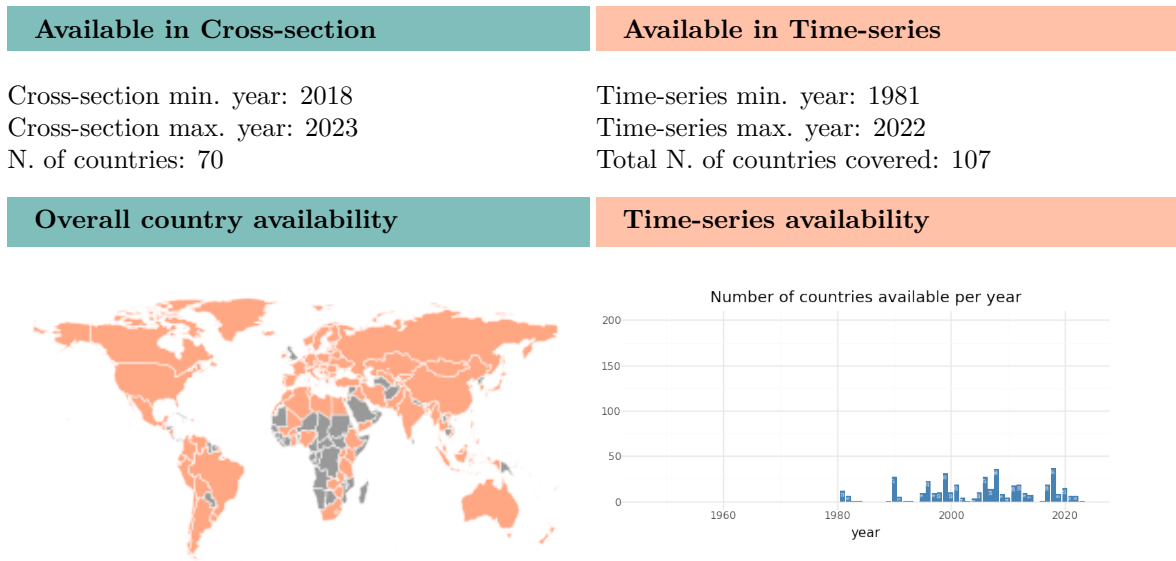 Available in Cross-section
Available in Time-series
Cross-section min. year: 2018
Cross-section max. year: 2023
N. of countries: 70
Time-series min. year: 1981
Time-series max. year: 2022
Total N. of countries covered: 107
Overall country availability
Time-series availability
Number of countries available per year
200
150
100
50
0
1960 1980 2000 2020
year